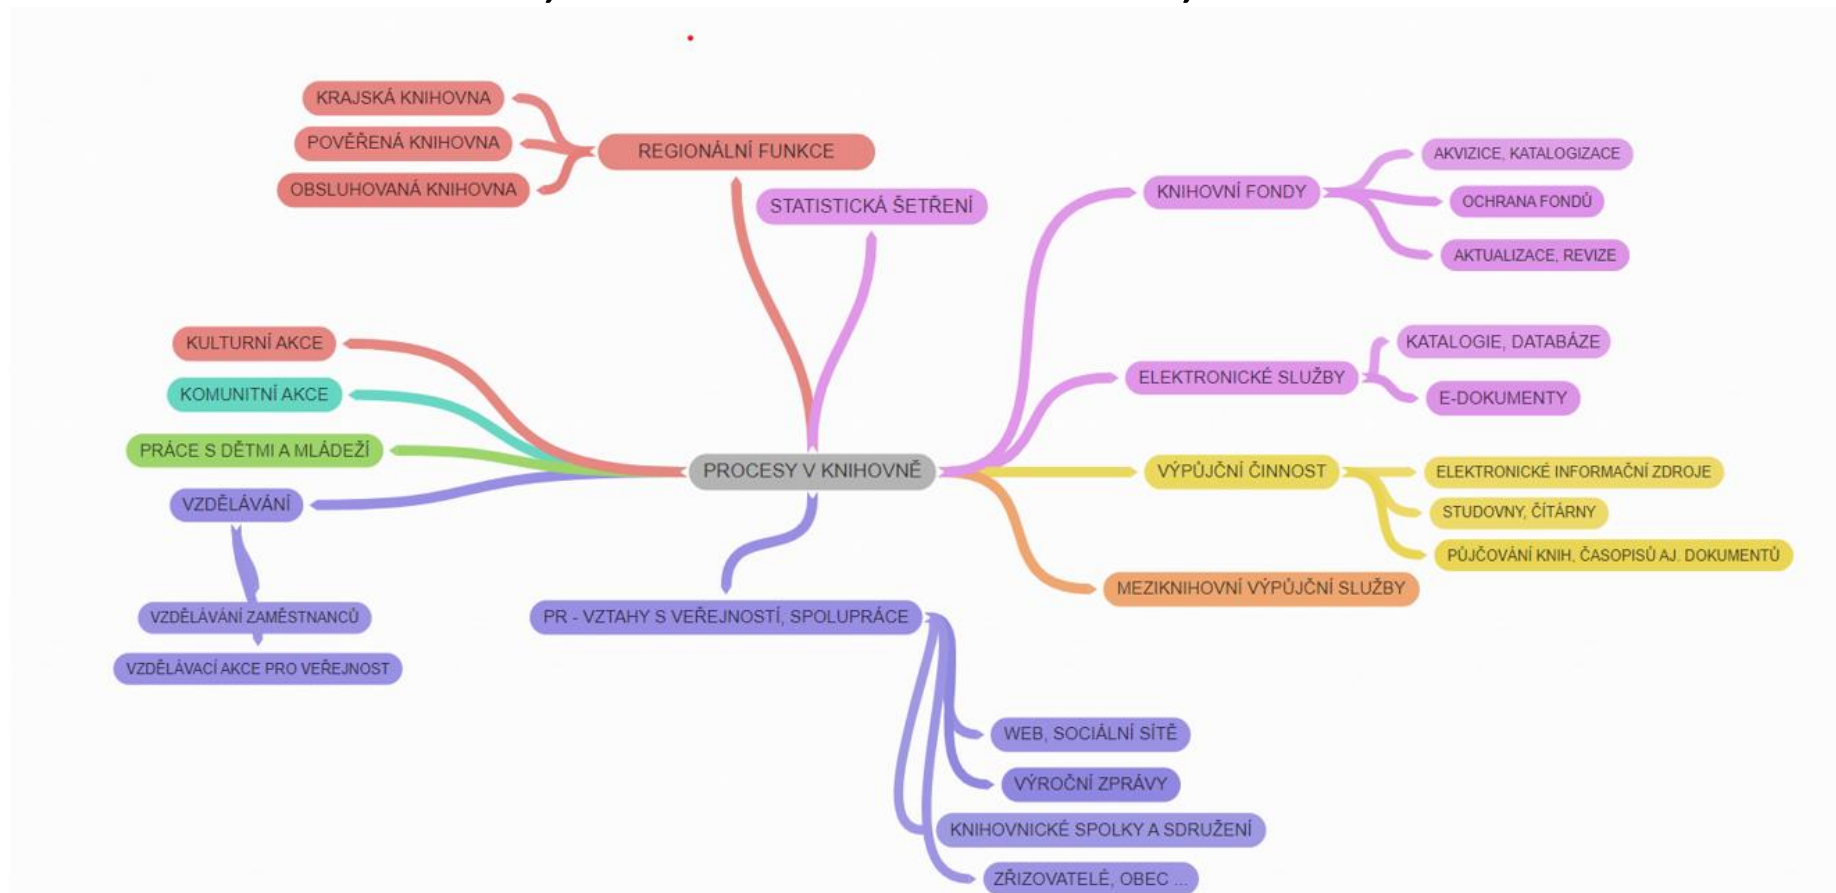 KRAJSKÁ KNIHOVNA
POVĚŘENÁ KNIHOVNA
OBSLUHOVANÁ KNIHOVNA
REGIONÁLNÍ FUNKCE
STATISTICKÁ ŠETŘENÍ
KNIHOVNÍ FONDY
AKVIZICE, KATALOGIZACE
OCHRANA FONDŮ
AKTUALIZACE, REVIZE
KULTURNÍ AKCE
KOMUNITNÍ AKCE
PRÁCE S DĚTMI A MLÁDEŽÍ
VZDĚLÁVÁNÍ
VZDĚLÁVÁNÍ ZAMĚSTNANCŮ
VZDĚLÁVACÍ AKCE PRO VEŘEJNOST
PROCESY V KNIHOVNĚ
ELEKTRONICKÉ SLUŽBY
KATALOGIE, DATABÁZE
E-DOKUMENTY
VÝPŮJČNÍ ČINNOST
ELEKTRONICKÉ INFORMAČNÍ ZDROJE
STUDOVNY, ČÍTÁRNY
PŮJČOVÁNÍ KNIH, ČASOPISŮ AJ. DOKUMENTŮ
MEZIKNIHOVNÍ VÝPŮJČNÍ SLUŽBY
PR - VZTAHY S VEŘEJNOSTÍ, SPOLUPRÁCE
WEB, SOCIÁLNÍ SÍTĚ
VÝROČNÍ ZPRÁVY
KNIHOVNICKÉ SPOLKY A SDRUŽENÍ
ZŘIZOVATELÉ, OBEC ...